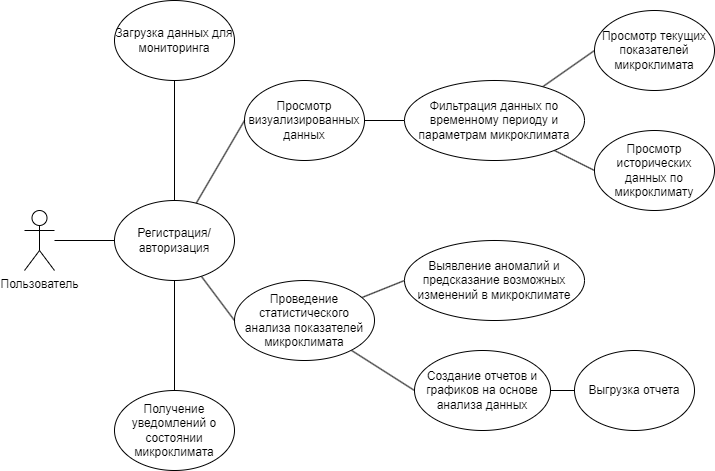 Загрузка данных для
мониторинга
Просмотр текущих
показателей
микроклимата
Просмотр
визуализированных
данных
Фильтрация данных по
временному периоду и
параметрам микроклимата
Просмотр
исторических
данных по
микроклимату
Регистрация/
авторизация
Пользователь
Выявление аномалий и
предсказание возможных
изменений в микроклимате
Проведение
статистического
анализа показателей
микроклимата
Создание отчетов и
графиков на основе
анализа данных
Выгрузка отчета
Получение
уведомлений о
состоянии
микроклимата